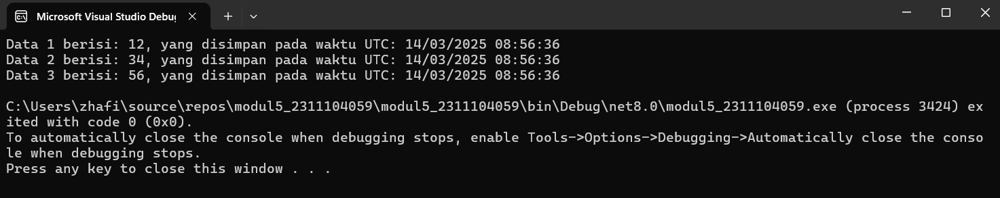 Microsoft Visual Studio Debug
Data 1 berisi: 12, yang disimpan pada waktu UTC: 14/03/2025 08:56:36
Data 2 berisi: 34, yang disimpan pada waktu UTC: 14/03/2025 08:56:36
Data 3 berisi: 56, yang disimpan pada waktu UTC: 14/03/2025 08:56:36
C:\Users\zhafi\source\repos\modul5_2311104059\modul5_2311104059\bin\Debug\net8.0\modul5_2311104059.exe (process 3424) ex
ited with code 0 (0x0).
To automatically close the console when debugging stops, enable Tools->Options->Debugging->Automatically close the conso
le when debugging stops.
Press any key to close this window . . .